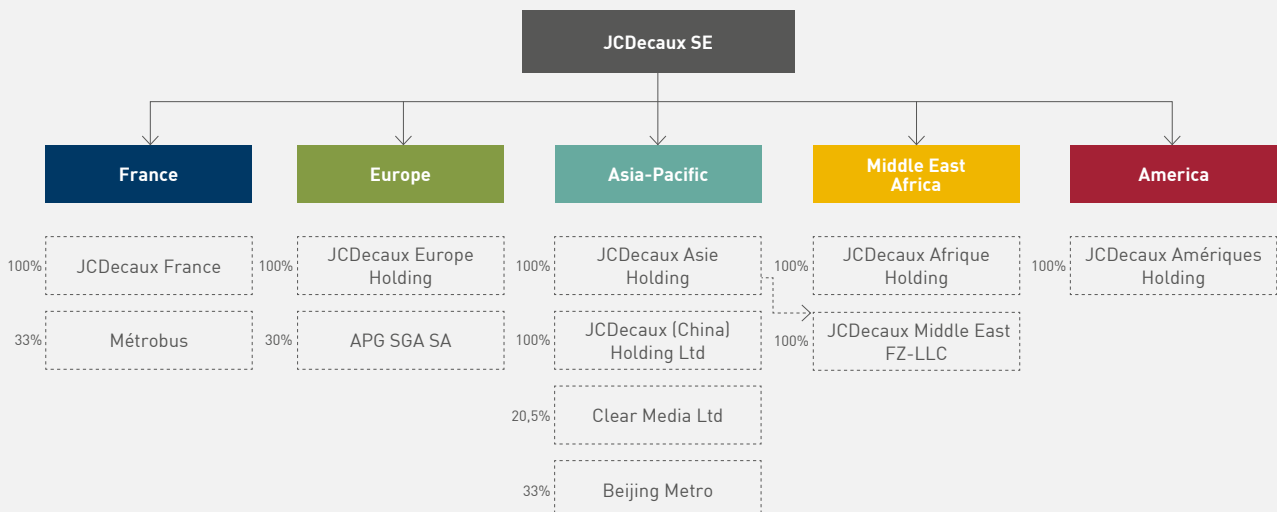 JCDecaux SE
France
Europe
Asia-Pacific
Middle East
Africa
America
100%
JCDecaux France
100%
JCDecaux Europe
Holding
100%
JCDecaux Asie
Holding
100%
JCDecaux Afrique
Holding
100%
JCDecaux Amériques
Holding
33%
Métrobus
30%
APG SGA SA
100%
JCDecaux (China)
Holding Ltd
100%
JCDecaux Middle East
FZ-LLC
20,5%
Clear Media Ltd
33%
Beijing Metro